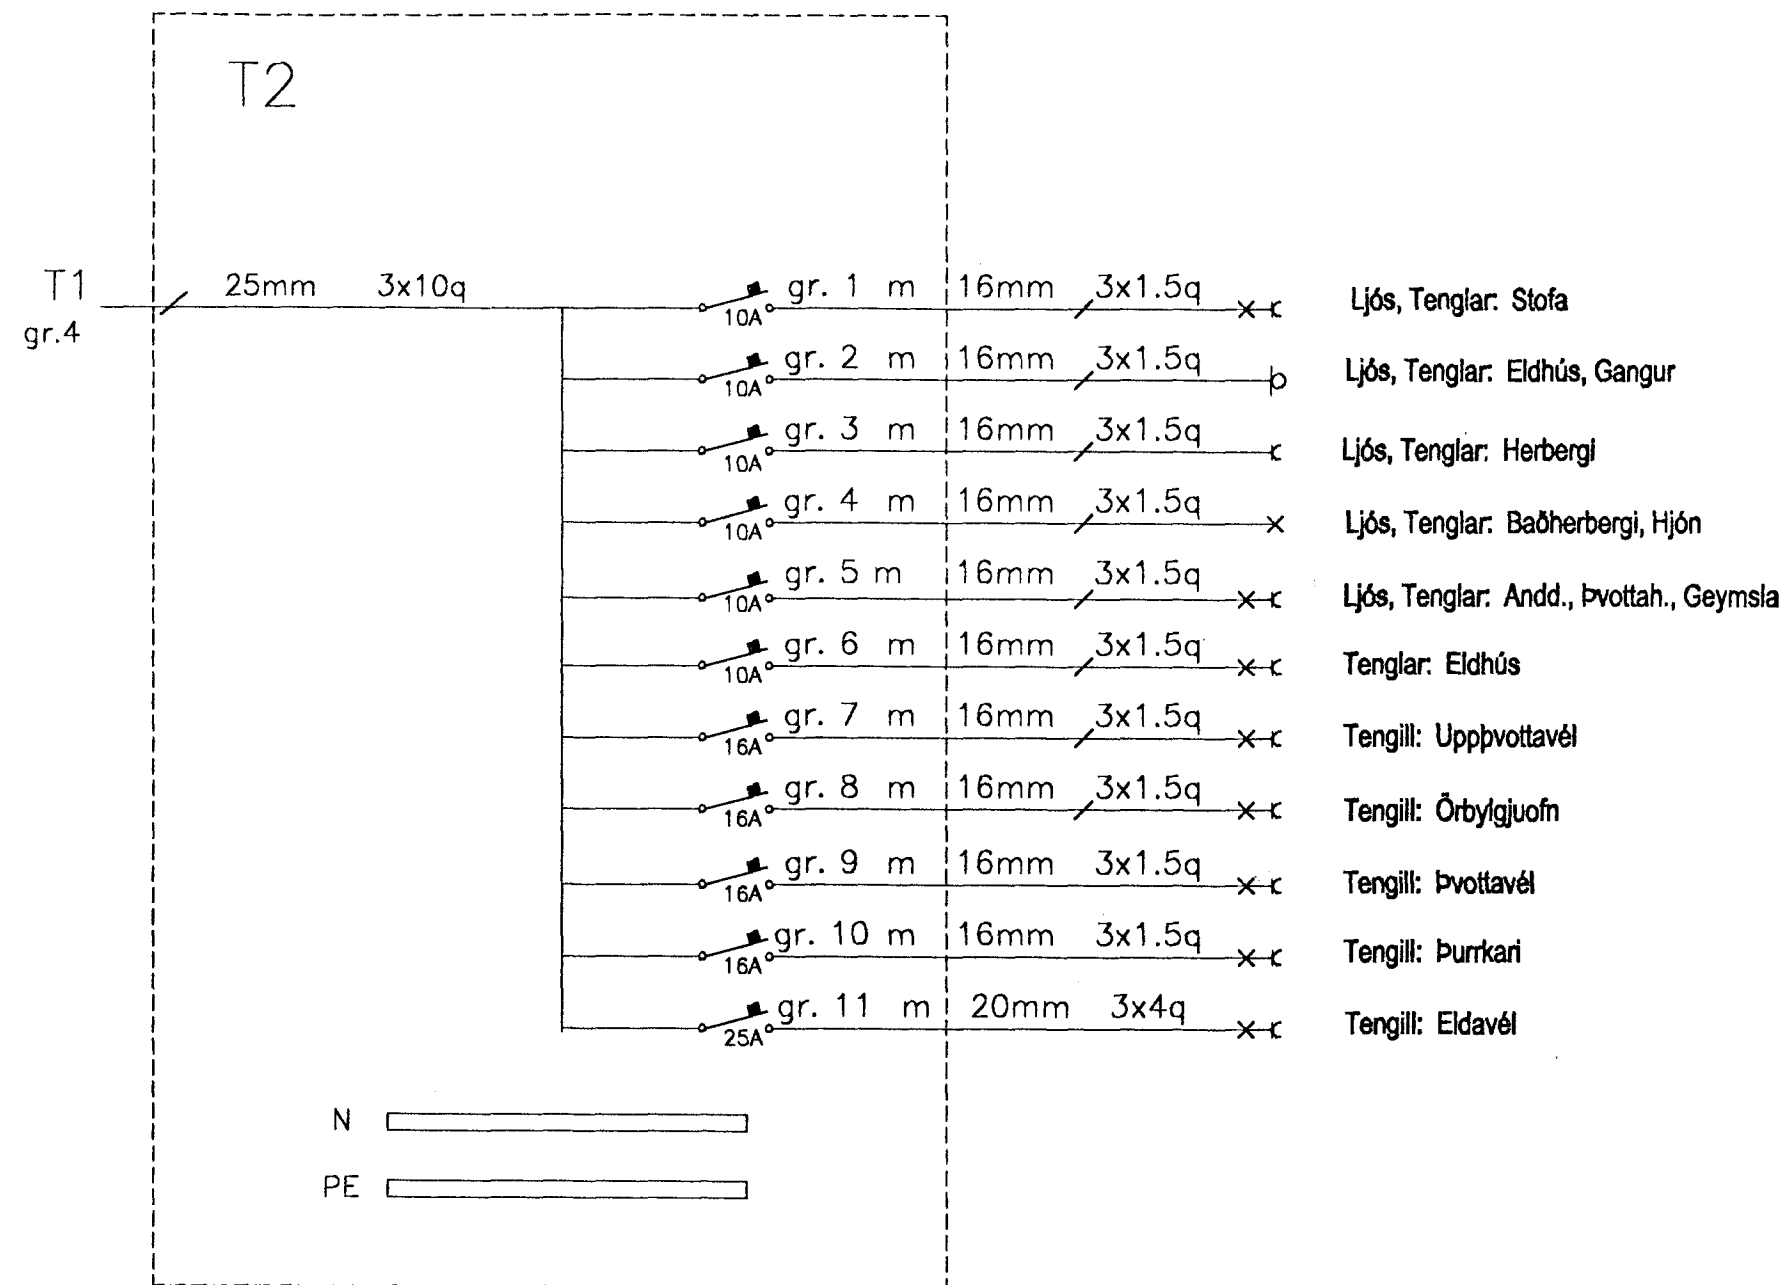 T2
T1 25mm 3x10q
gr.4
gr. 1 m 16mm 3x1.5q Ljós, Tenglar: Stofa
10A
gr. 2 m 16mm 3x1.5q Ljós, Tenglar: Eldhús, Gangur
10A
gr. 3 m 16mm 3x1.5q Ljós, Tenglar: Herbergi
10A
gr. 4 m 16mm 3x1.5q Ljós, Tenglar: Baðherbergi, Hjón
10A
gr. 5 m 16mm 3x1.5q Ljós, Tenglar: Andd., Þvottah., Geymsla
10A
gr. 6 m 16mm 3x1.5q Tenglar: Eldhús
10A
gr. 7 m 16mm 3x1.5q Tengill: Uppþvottavél
16A
gr. 8 m 16mm 3x1.5q Tengill: Örbylgjuofn
16A
gr. 9 m 16mm 3x1.5q Tengill: Þvottavél
16A
gr. 10 m 16mm 3x1.5q Tengill: Þurrkari
16A
gr. 11 m 20mm 3x4q Tengill: Eldavél
25A
N
PE